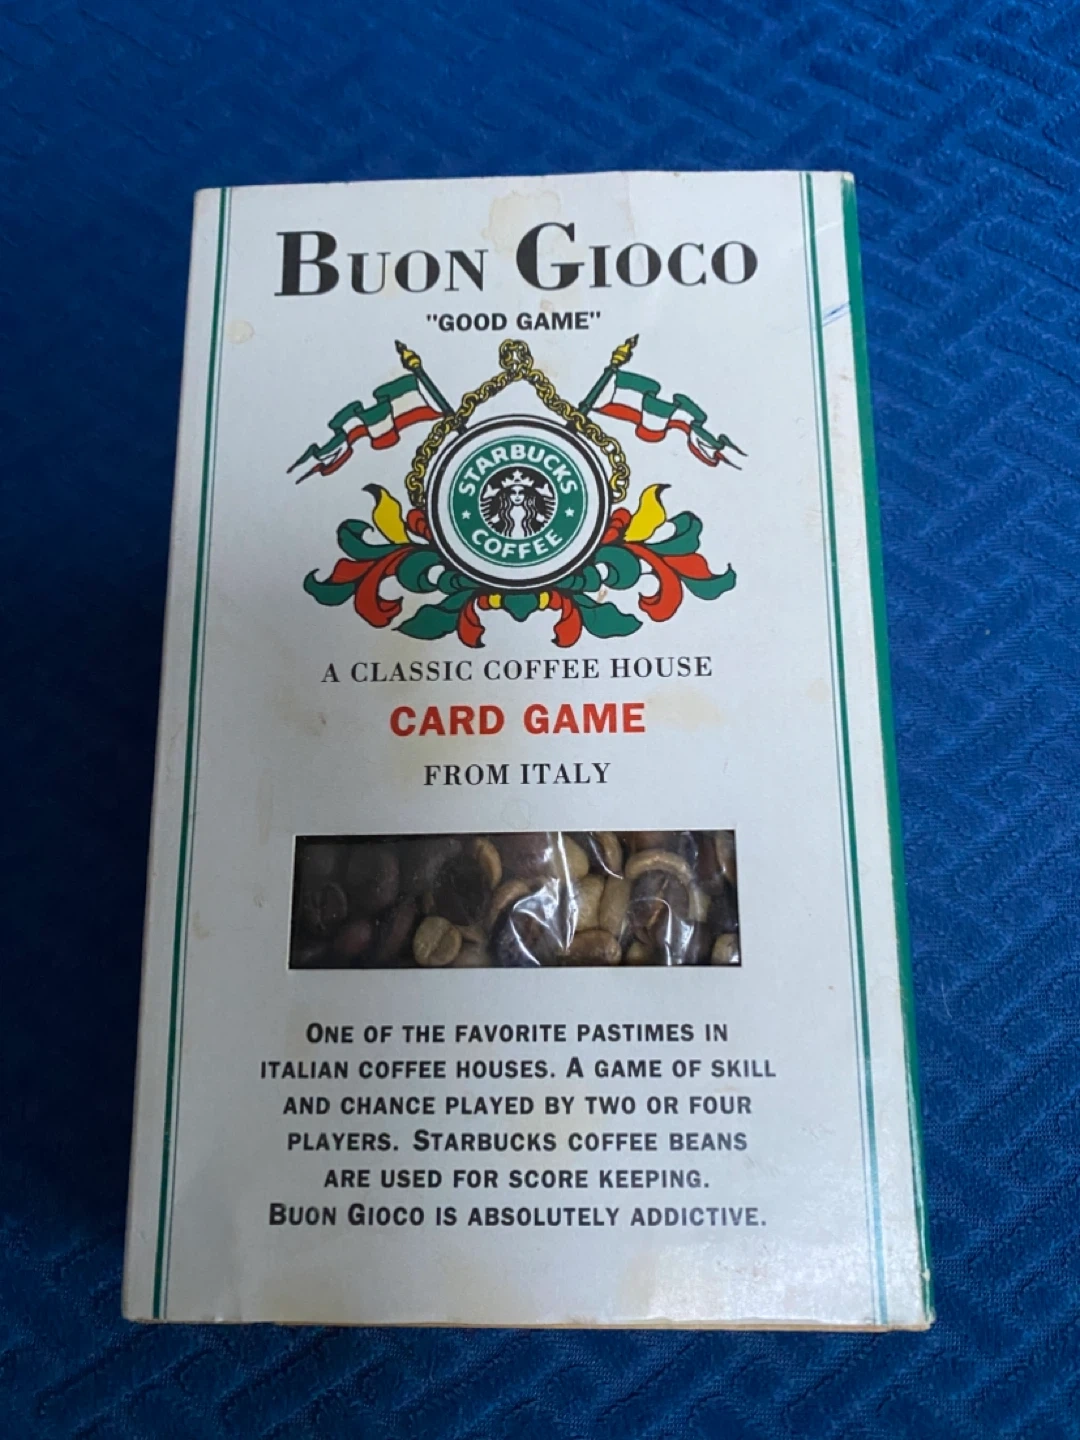 BUON GIOCO
"GOOD GAME"
STARBUCKS
COFFEE
A CLASSIC COFFEE HOUSE
CARD GAME
FROM ITALY
ONE OF THE FAVORITE PASTIMES IN
ITALIAN COFFEE HOUSES. A GAME OF SKILL
AND CHANCE PLAYED BY TWO OR FOUR
PLAYERS. STARBUCKS COFFEE BEANS
ARE USED FOR SCORE KEEPING.
BUON GIOCO IS ABSOLUTELY ADDICTIVE.